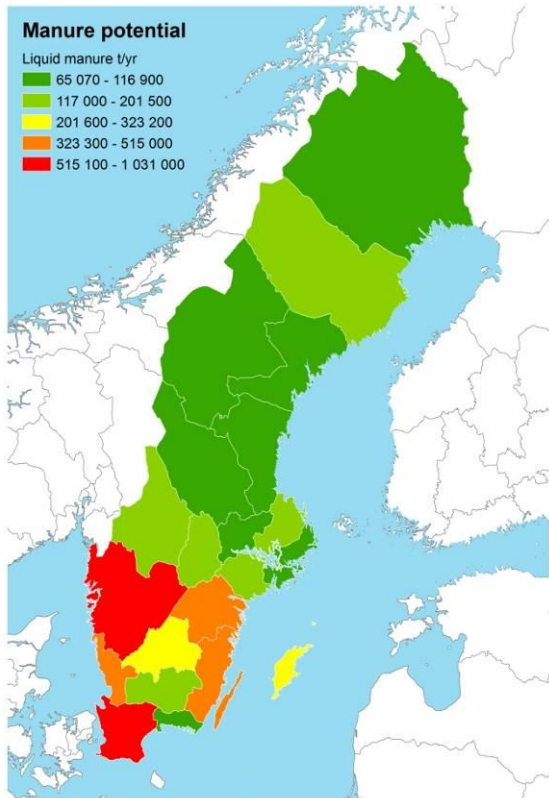 Manure potential
Liquid manure t/yr
65 070 - 116 900
117 000 - 201 500
201 600 - 323 200
323 300 - 515 000
515 100 - 1 031 000